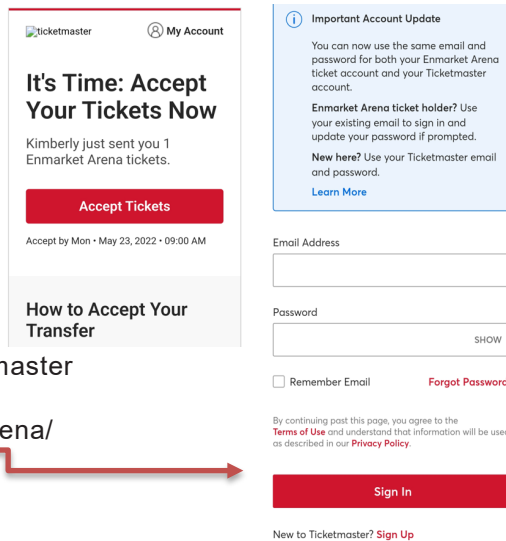 ticketmaster
My Account
It's Time: Accept
Your Tickets Now
Kimberly just sent you 1
Enmarket Arena tickets.
Accept Tickets
Accept by Mon • May 23, 2022 • 09:00 AM
How to Accept Your
Transfer
master
ena/
Important Account Update
You can now use the same email and
password for both your Enmarket Arena
ticket account and your Ticketmaster
account.
Enmarket Arena ticket holder? Use
your existing email to sign in and
update your password if prompted.
New here? Use your Ticketmaster email
and password.
Learn More
Email Address
Password
SHOW
Remember Email
Forgot Password
By continuing past this page, you agree to the
Terms of Use and understand that information will be used
as described in our Privacy Policy.
Sign In
New to Ticketmaster? Sign Up